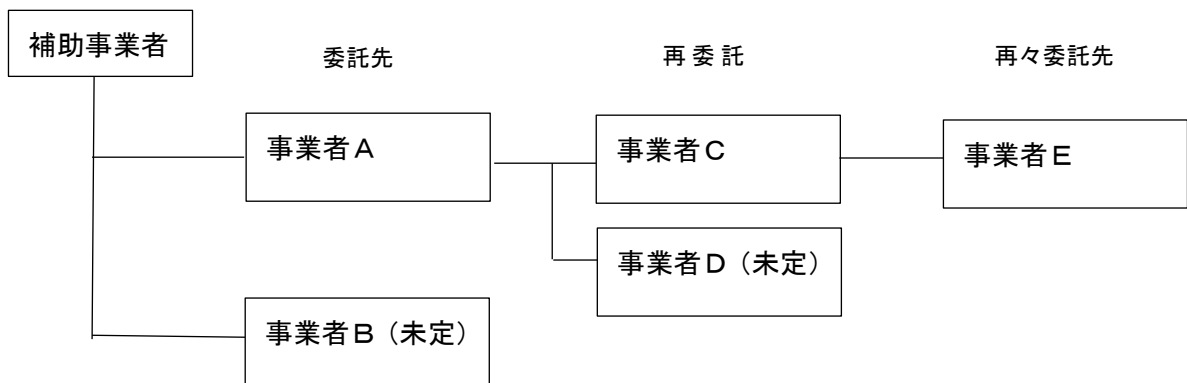 補助事業者
委託先
再委託
再々委託先
事業者A
事業者C
事業者E
事業者D（未定）
事業者B（未定）